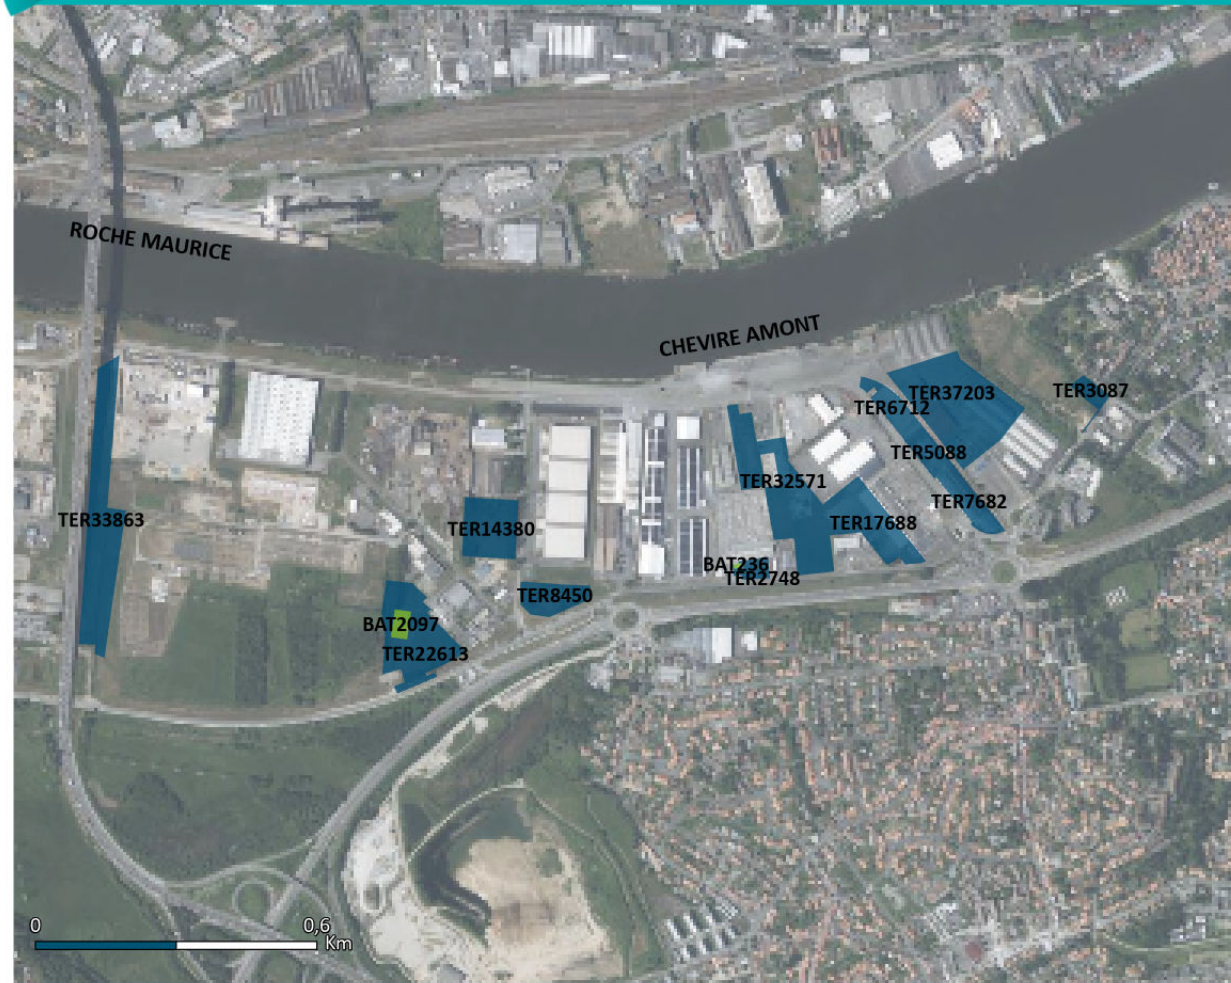 ROCHE MAURICE
CHEVIRE AMONT
TER37203
TER3087
TER6712
TER5088
TER32571
TER7682
TER33863
TER14380
TER17688
BAT236
TER2748
TER8450
BAT2097
TER22613
0 0,6
Km